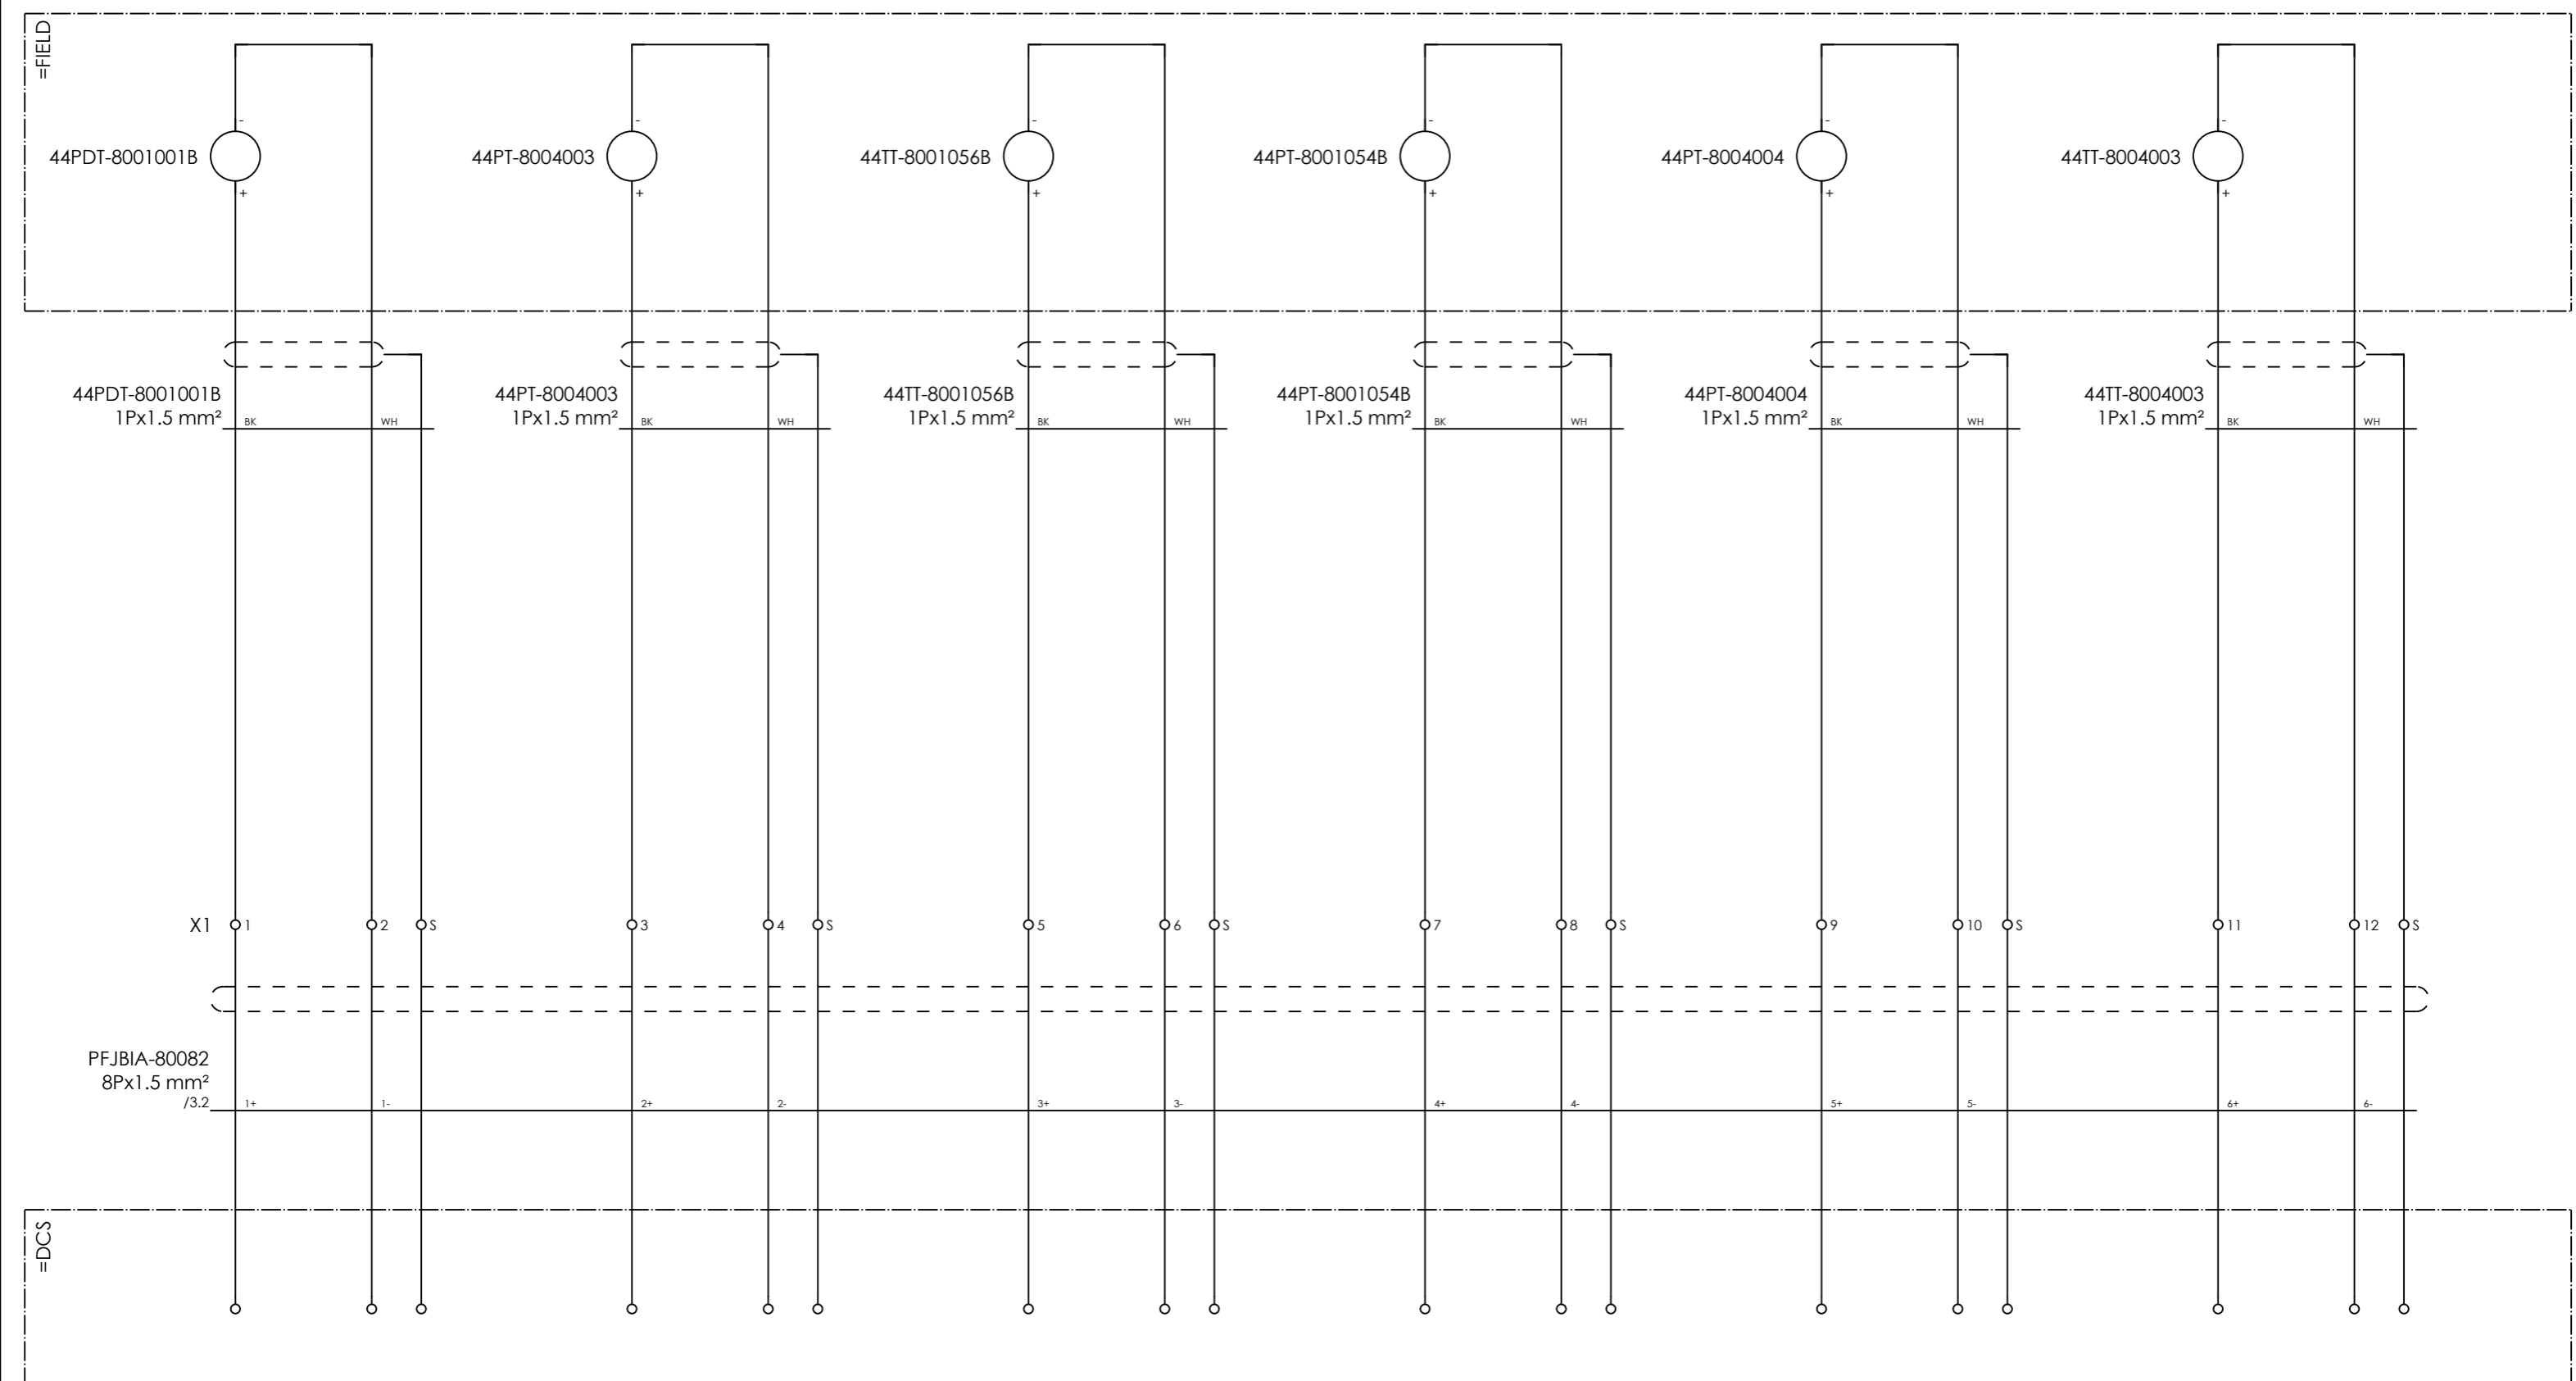 =FIELD
- - - - - -
44PDT-8001001B 44PT-8004003 44TT-8001056B 44PT-8001054B 44PT-8004004 44TT-8004003
+ + + + + +
44PDT-8001001B 44PT-8004003 44TT-8001056B 44PT-8001054B 44PT-8004004 44TT-8004003
1Px1.5 mm² 1Px1.5 mm² 1Px1.5 mm² 1Px1.5 mm² 1Px1.5 mm² 1Px1.5 mm²
BK WH BK WH BK WH BK WH BK WH BK WH
X1 1 2 S 3 4 S 5 6 S 7 8 S 9 10 S 11 12 S
PFJBIA-80082
8Px1.5 mm²
/3.2 1+ 1- 2+ 2- 3+ 3- 4+ 4- 5+ 5- 6+ 6-
=DCS